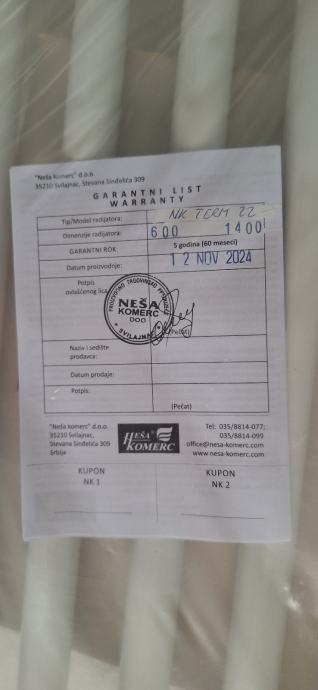 "Neša komerc" d.o.o.
35210 Svilajnac, Stevana Sinđelića 309
GARANTNI LIST
WARRANTY
Tip/Model radijatora: NK TERM 22
Dimenzije radijatora: 600 1400
GARANTNI ROK: 5 godina (60 meseci)
Datum proizvodnje: 12 NOV 2024
Potpis
ovlašćenog lica:
NEŠA
KOMERC
DOO
SVILAJNAC
(Pečat)
Naziv i sedište
prodavca:
Datum prodaje:
Potpis:
(Pečat)
"Neša komerc" d.o.o.
35210 Svilajnac,
Stevana Sinđelića 309
Srbija
NEŠA
KOMERC
Tel: 035/8814-077;
035/8814-099
office@nesa-komerc.com
www.nesa-komerc.com
KUPON
NK 1
KUPON
NK 2